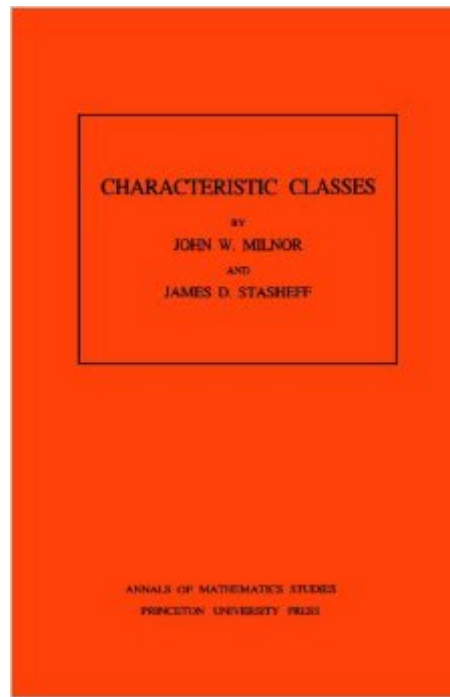 CHARACTERISTIC CLASSES
BY
JOHN W. MILNOR
AND
JAMES D. STASHEFF
ANNALS OF MATHEMATICS STUDIES
PRINCETON UNIVERSITY PRESS